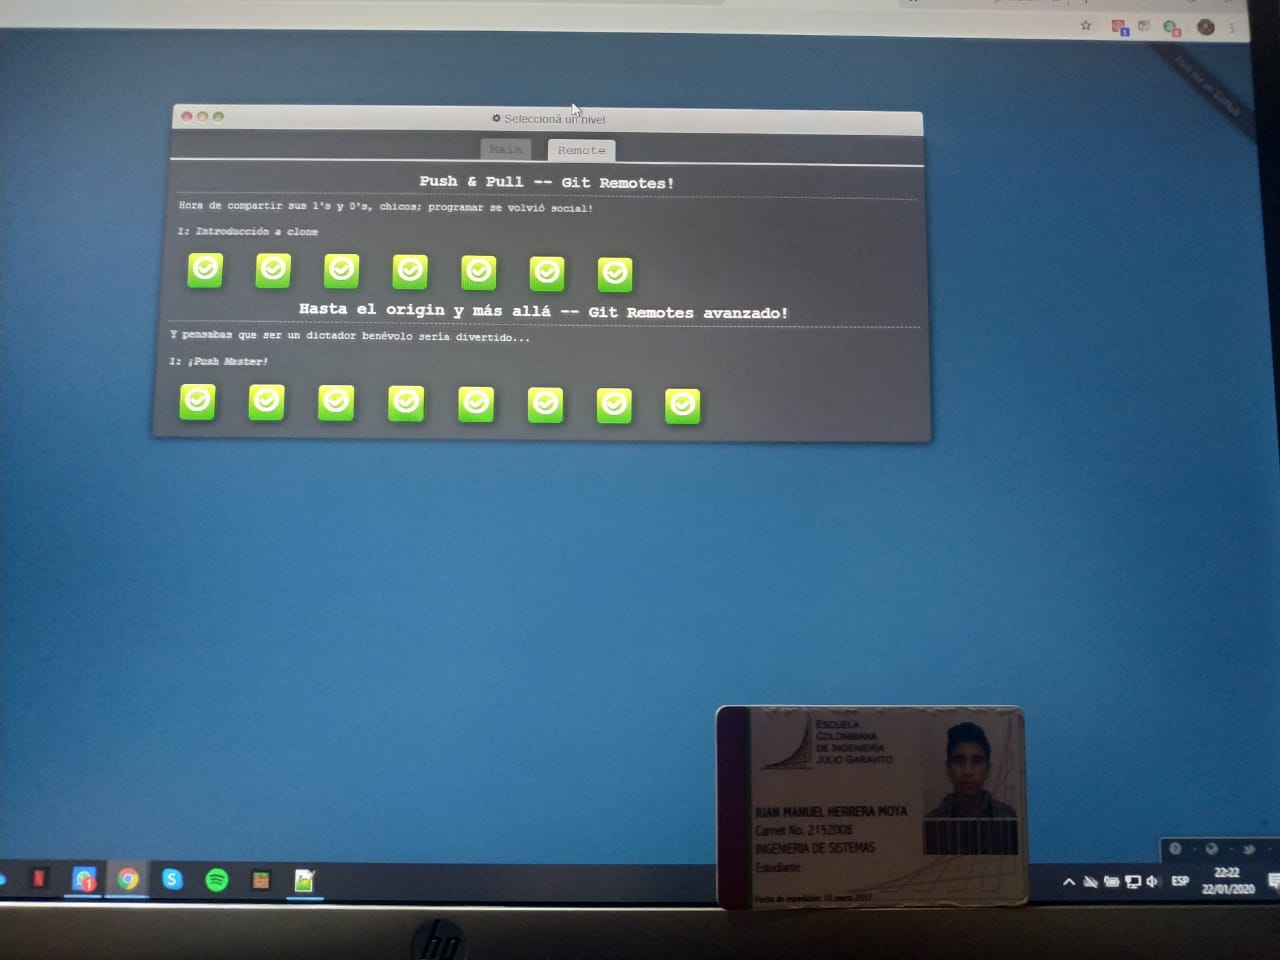 Fork me on GitHub
Seleccioná un nivel
Main
Remote
Push & Pull -- Git Remotes!
Hora de compartir sus 1's y 0's, chicos; programar se volvió social!
1: Introducción a clone
Hasta el origin y más allá -- Git Remotes avanzado!
Y pensabas que ser un dictador benévolo sería divertido...
1: ¡Push Master!
ESCUELA
COLOMBIANA
DE INGENIERÍA
JULIO GARAVITO
JUAN MANUEL HERRERA MOYA
Carnet No. 2152008
INGENIERIA DE SISTEMAS
Estudiante
Fecha de expedición: 10 enero 2017
ESP
22:22
22/01/2020
hp